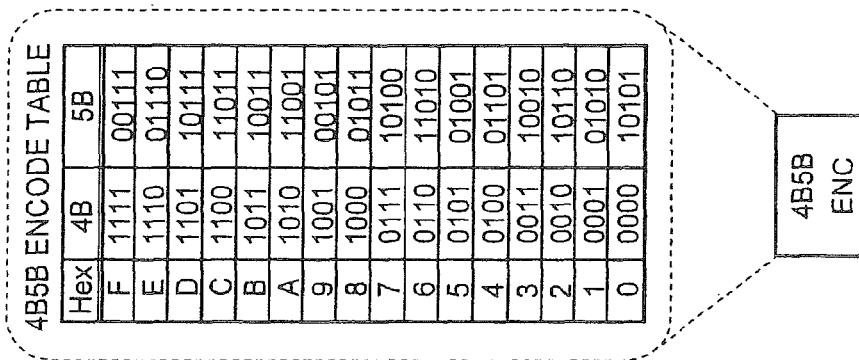 4B5B ENCODE TABLE
Hex 4B 5B
F 1111 00111
E 1110 01110
D 1101 10111
C 1100 11011
B 1011 10011
A 1010 11001
9 1001 00101
8 1000 01011
7 0111 10100
6 0110 11010
5 0101 01001
4 0100 01101
3 0011 10010
2 0010 10110
1 0001 01010
0 0000 10101
4B5B
ENC